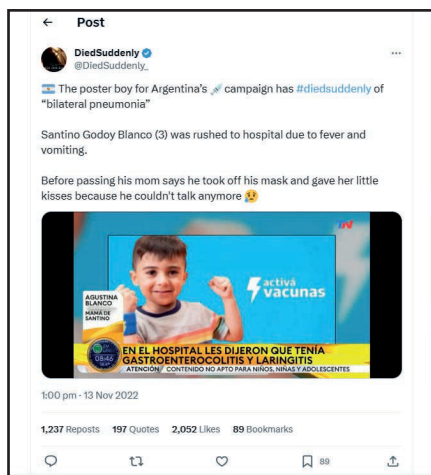 ← Post
DiedSuddenly
@DiedSuddenly_
🇦🇷 The poster boy for Argentina's 💉 campaign has #diedsuddenly of
"bilateral pneumonia"
Santino Godoy Blanco (3) was rushed to hospital due to fever and
vomiting.
Before passing his mom says he took off his mask and gave her little
kisses because he couldn't talk anymore 😥
activá
vacunas
AGUSTINA
BLANCO
MAMÁ DE
SANTINO
08:46
EN EL HOSPITAL LES DIJERON QUE TENÍA
GASTROENTEROCOLITIS Y LARINGITIS
ATENCIÓN CONTENIDO NO APTO PARA NIÑOS, NIÑAS Y ADOLESCENTES
1:00 pm · 13 Nov 2022
1,237 Reposts 197 Quotes 2,052 Likes 89 Bookmarks
89